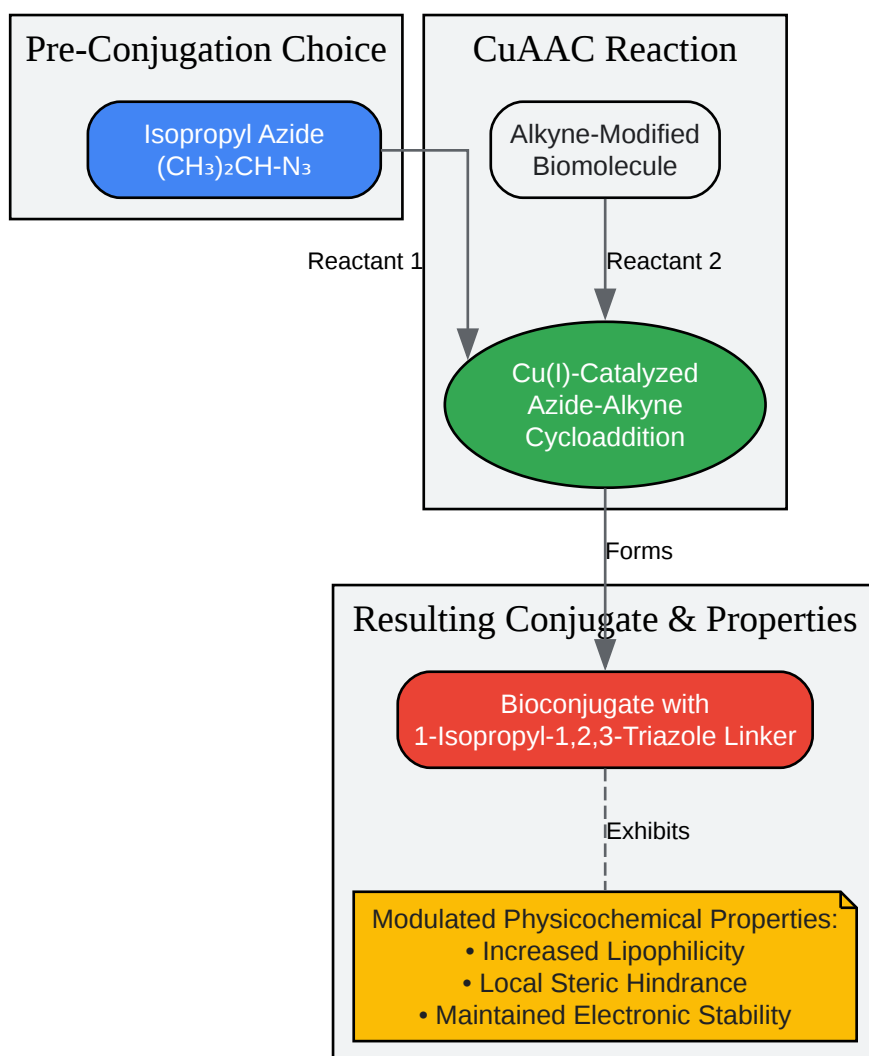 Pre-Conjugation Choice
CuAAC Reaction
Isopropyl Azide
(CH₃)₂CH-N₃
Alkyne-Modified
Biomolecule
Reactant 1
Reactant 2
Cu(I)-Catalyzed
Azide-Alkyne
Cycloaddition
Forms
Resulting Conjugate & Properties
Bioconjugate with
1-Isopropyl-1,2,3-Triazole Linker
Exhibits
Modulated Physicochemical Properties:
• Increased Lipophilicity
• Local Steric Hindrance
• Maintained Electronic Stability